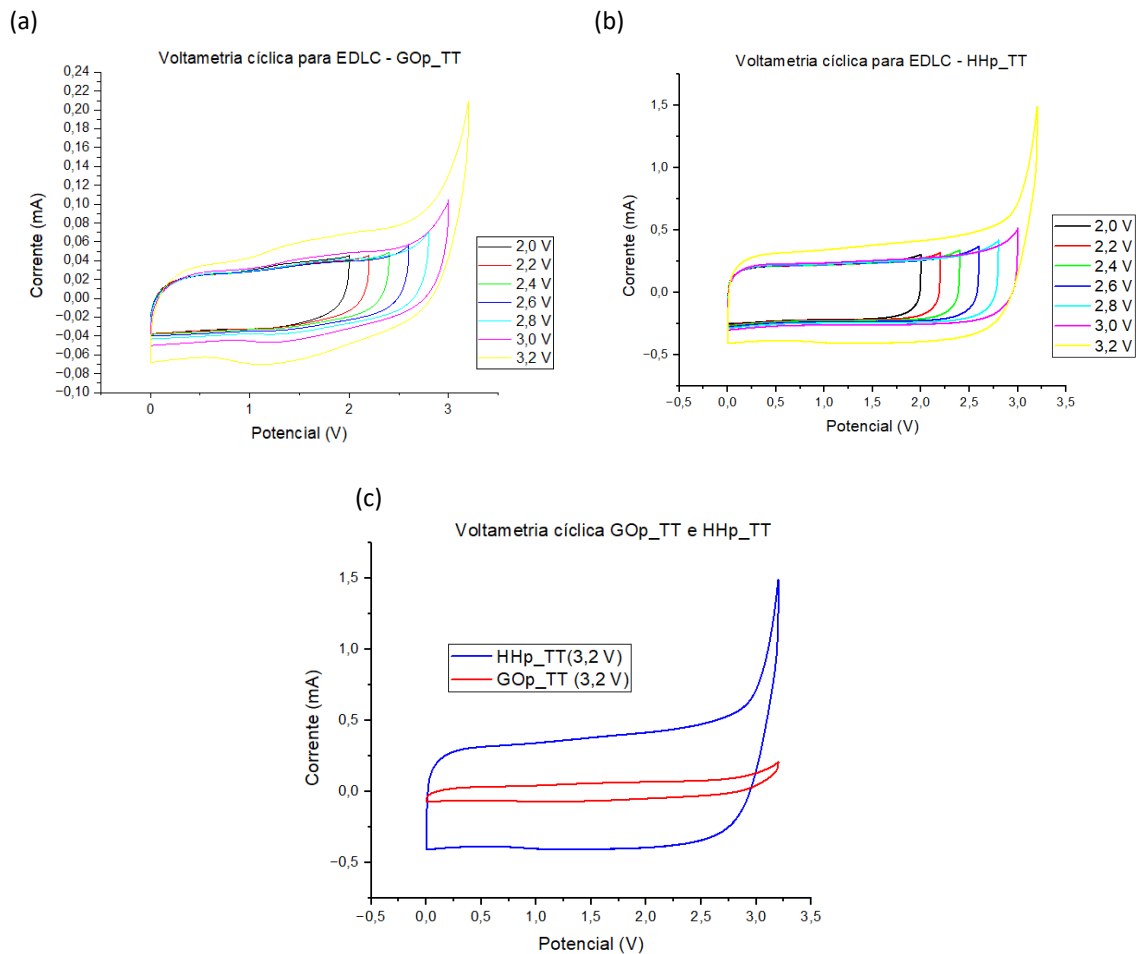 (a)
Voltametria cíclica para EDLC - GOp_TT
0,24
0,22
0,20
0,18
0,16
0,14
0,12
0,10
0,08
0,06
0,04
0,02
0,00
−0,02
−0,04
−0,06
−0,08
−0,10
Corrente (mA)
0
1
2
3
Potencial (V)
2,0 V
2,2 V
2,4 V
2,6 V
2,8 V
3,0 V
3,2 V
(b)
Voltametria cíclica para EDLC - HHp_TT
1,5
1,0
0,5
0,0
−0,5
Corrente (mA)
−0,5
0,0
0,5
1,0
1,5
2,0
2,5
3,0
3,5
Potencial (V)
2,0 V
2,2 V
2,4 V
2,6 V
2,8 V
3,0 V
3,2 V
(c)
Voltametria cíclica GOp_TT e HHp_TT
1,5
1,0
0,5
0,0
−0,5
Corrente (mA)
HHp_TT(3,2 V)
GOp_TT (3,2 V)
−0,5
0,0
0,5
1,0
1,5
2,0
2,5
3,0
3,5
Potencial (V)